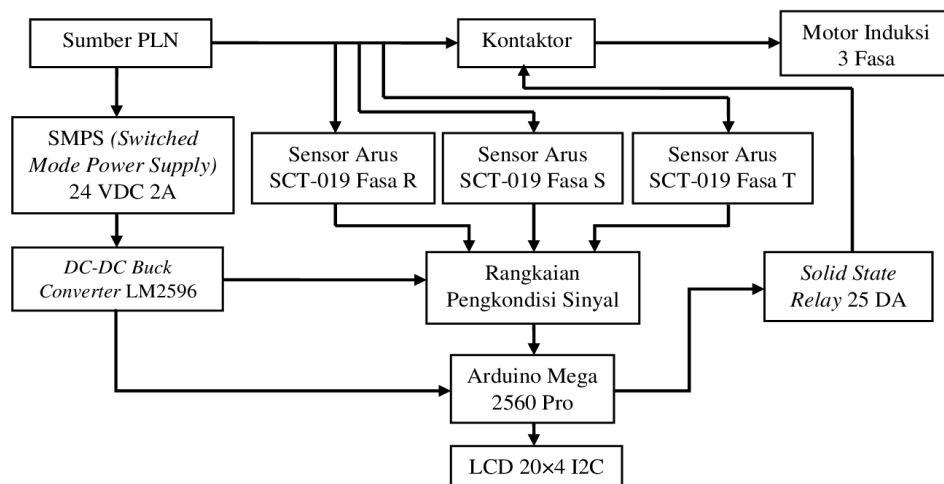 Sumber PLN
Kontaktor
Motor Induksi
3 Fasa
SMPS (Switched
Mode Power Supply)
24 VDC 2A
Sensor Arus
SCT-019 Fasa R
Sensor Arus
SCT-019 Fasa S
Sensor Arus
SCT-019 Fasa T
DC-DC Buck
Converter LM2596
Rangkaian
Pengkondisi Sinyal
Solid State
Relay 25 DA
Arduino Mega
2560 Pro
LCD 20×4 I2C